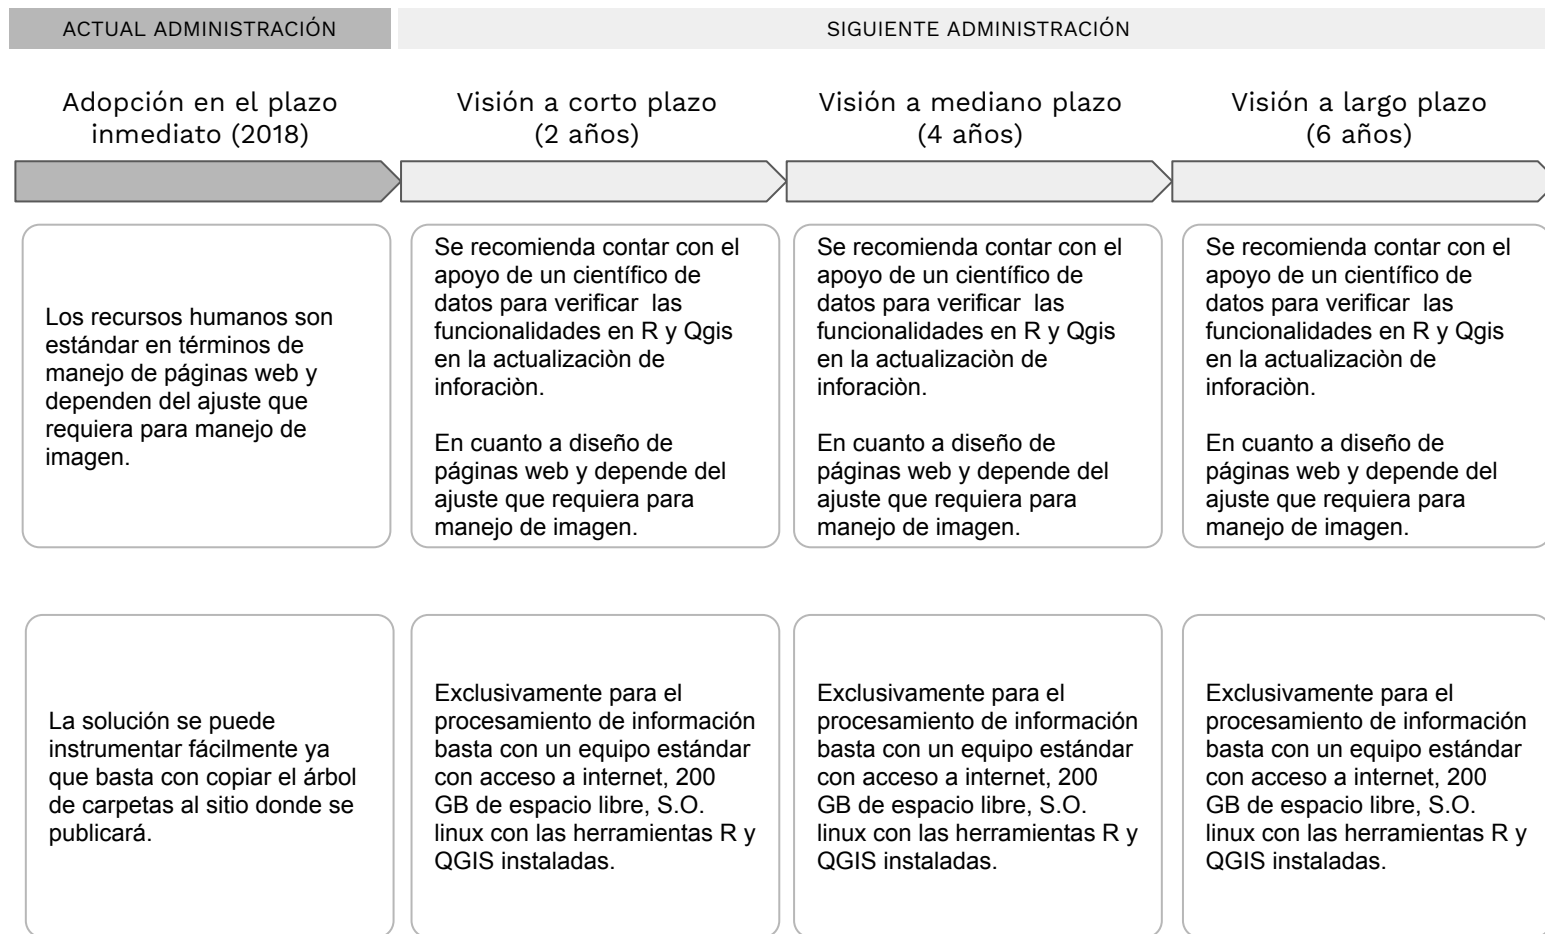 ACTUAL ADMINISTRACIÓN
SIGUIENTE ADMINISTRACIÓN
Adopción en el plazo
inmediato (2018)
Visión a corto plazo
(2 años)
Visión a mediano plazo
(4 años)
Visión a largo plazo
(6 años)
Los recursos humanos son
estándar en términos de
manejo de páginas web y
dependen del ajuste que
requiera para manejo de
imagen.
Se recomienda contar con el
apoyo de un científico de
datos para verificar  las
funcionalidades en R y Qgis
en la actualizaciòn de
inforaciòn.
En cuanto a diseño de
páginas web y depende del
ajuste que requiera para
manejo de imagen.
Se recomienda contar con el
apoyo de un científico de
datos para verificar  las
funcionalidades en R y Qgis
en la actualizaciòn de
inforaciòn.
En cuanto a diseño de
páginas web y depende del
ajuste que requiera para
manejo de imagen.
Se recomienda contar con el
apoyo de un científico de
datos para verificar  las
funcionalidades en R y Qgis
en la actualizaciòn de
inforaciòn.
En cuanto a diseño de
páginas web y depende del
ajuste que requiera para
manejo de imagen.
La solución se puede
instrumentar fácilmente ya
que basta con copiar el árbol
de carpetas al sitio donde se
publicará.
Exclusivamente para el
procesamiento de información
basta con un equipo estándar
con acceso a internet, 200
GB de espacio libre, S.O.
linux con las herramientas R y
QGIS instaladas.
Exclusivamente para el
procesamiento de información
basta con un equipo estándar
con acceso a internet, 200
GB de espacio libre, S.O.
linux con las herramientas R y
QGIS instaladas.
Exclusivamente para el
procesamiento de información
basta con un equipo estándar
con acceso a internet, 200
GB de espacio libre, S.O.
linux con las herramientas R y
QGIS instaladas.